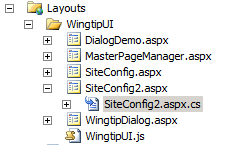 Layouts
WingtipUI
DialogDemo.aspx
MasterPageManager.aspx
SiteConfig.aspx
SiteConfig2.aspx
SiteConfig2.aspx.cs
WingtipDialog.aspx
WingtipUI.js